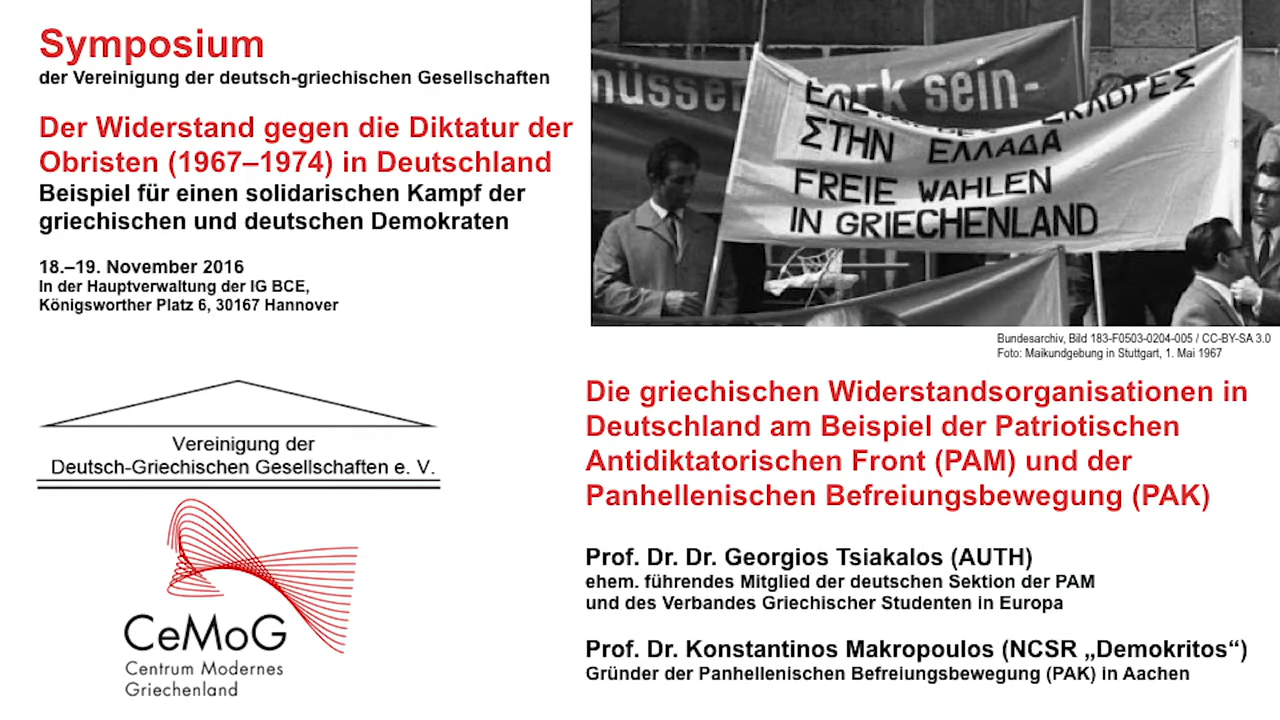 Symposium
der Vereinigung der deutsch-griechischen Gesellschaften
Der Widerstand gegen die Diktatur der
Obristen (1967–1974) in Deutschland
Beispiel für einen solidarischen Kampf der
griechischen und deutschen Demokraten
18.–19. November 2016
In der Hauptverwaltung der IG BCE,
Königsworther Platz 6, 30167 Hannover
Vereinigung der
Deutsch-Griechischen Gesellschaften e. V.
CeMoG
Centrum Modernes
Griechenland
müssen
sein-
ΣΤΗΝ ΕΛΛΑΔΑ
FREIE WAHLEN
IN GRIECHENLAND
Bundesarchiv, Bild 183-F0503-0204-005 / CC-BY-SA 3.0
Foto: Maikundgebung in Stuttgart, 1. Mai 1967
Die griechischen Widerstandsorganisationen in
Deutschland am Beispiel der Patriotischen
Antidiktatorischen Front (PAM) und der
Panhellenischen Befreiungsbewegung (PAK)
Prof. Dr. Dr. Georgios Tsiakalos (AUTH)
ehem. führendes Mitglied der deutschen Sektion der PAM
und des Verbandes Griechischer Studenten in Europa
Prof. Dr. Konstantinos Makropoulos (NCSR „Demokritos“)
Gründer der Panhellenischen Befreiungsbewegung (PAK) in Aachen